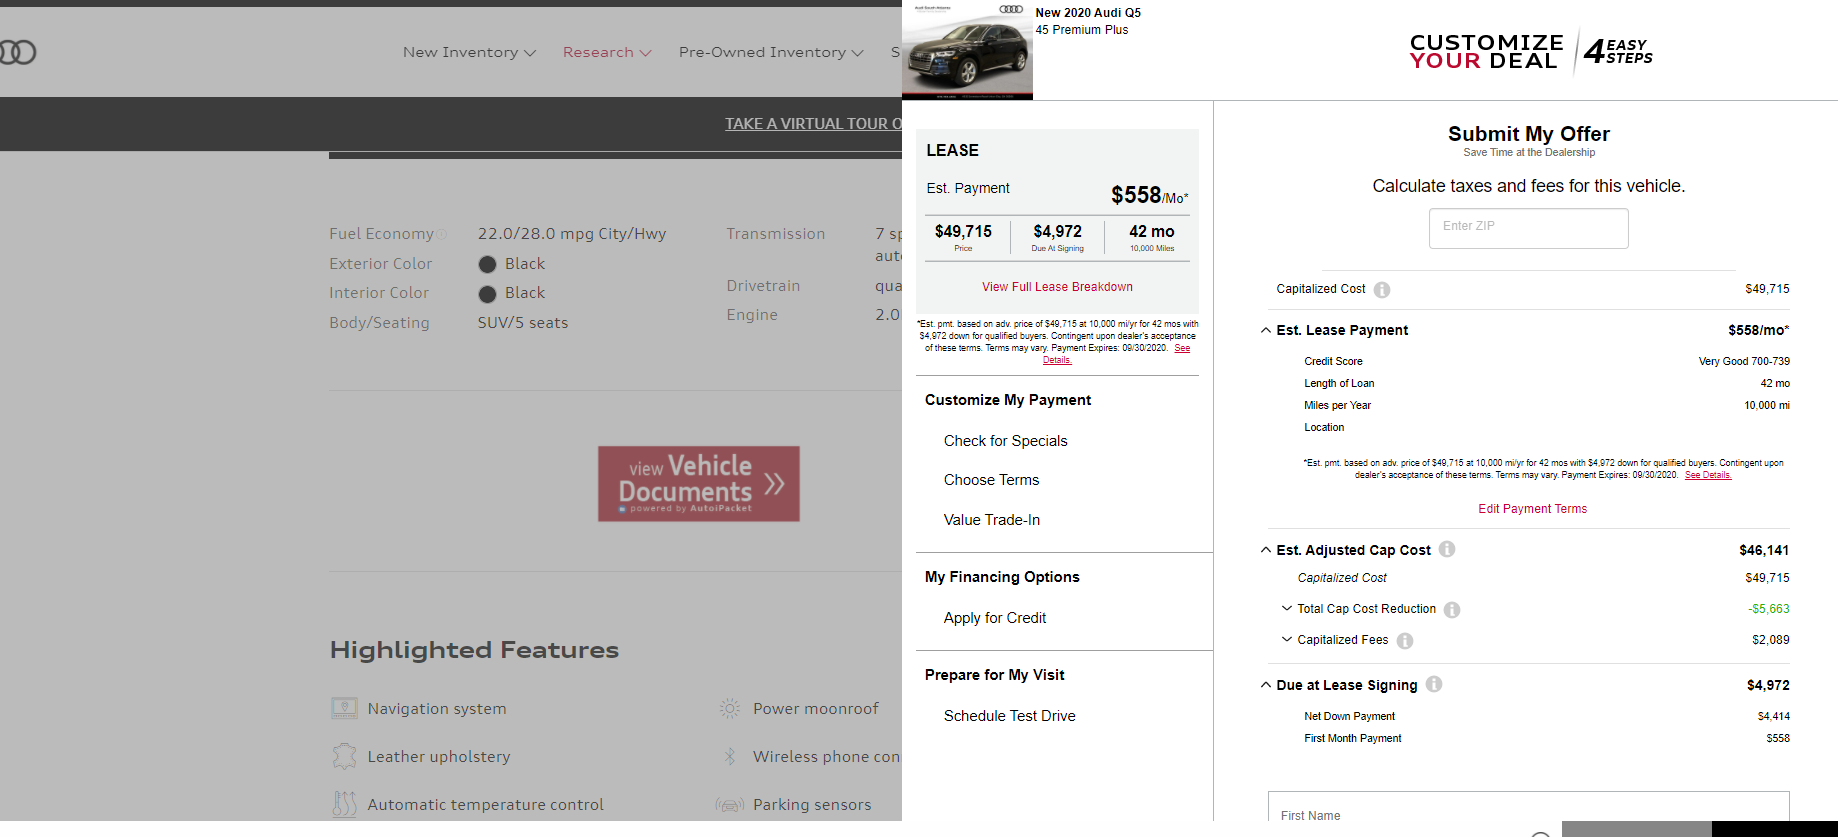 New Inventory
Research
Pre-Owned Inventory
S
TAKE A VIRTUAL TOUR O
Fuel Economy 22.0/28.0 mpg City/Hwy
Exterior Color Black
Interior Color Black
Body/Seating SUV/5 seats
Transmission 7 sp
aut
Drivetrain qua
Engine 2.0
view Vehicle
Documents
powered by AutoiPacket
Highlighted Features
Navigation system
Power moonroof
Leather upholstery
Wireless phone con
Automatic temperature control
Parking sensors
Audi South Atlanta
New 2020 Audi Q5
45 Premium Plus
CUSTOMIZE
YOUR DEAL
4 EASY
STEPS
LEASE
Est. Payment $558/Mo*
$49,715 $4,972 42 mo
Price Due At Signing 10,000 Miles
View Full Lease Breakdown
*Est. pmt. based on adv. price of $49,715 at 10,000 mi/yr for 42 mos with
$4,972 down for qualified buyers. Contingent upon dealer's acceptance
of these terms. Terms may vary. Payment Expires: 09/30/2020. See
Details.
Customize My Payment
Check for Specials
Choose Terms
Value Trade-In
My Financing Options
Apply for Credit
Prepare for My Visit
Schedule Test Drive
Submit My Offer
Save Time at the Dealership
Calculate taxes and fees for this vehicle.
Enter ZIP
Capitalized Cost $49,715
Est. Lease Payment $558/mo*
Credit Score Very Good 700-739
Length of Loan 42 mo
Miles per Year 10,000 mi
Location
*Est. pmt. based on adv. price of $49,715 at 10,000 mi/yr for 42 mos with $4,972 down for qualified buyers. Contingent upon
dealer's acceptance of these terms. Terms may vary. Payment Expires: 09/30/2020. See Details.
Edit Payment Terms
Est. Adjusted Cap Cost $46,141
Capitalized Cost $49,715
Total Cap Cost Reduction -$5,663
Capitalized Fees $2,089
Due at Lease Signing $4,972
Net Down Payment $4,414
First Month Payment $558
First Name